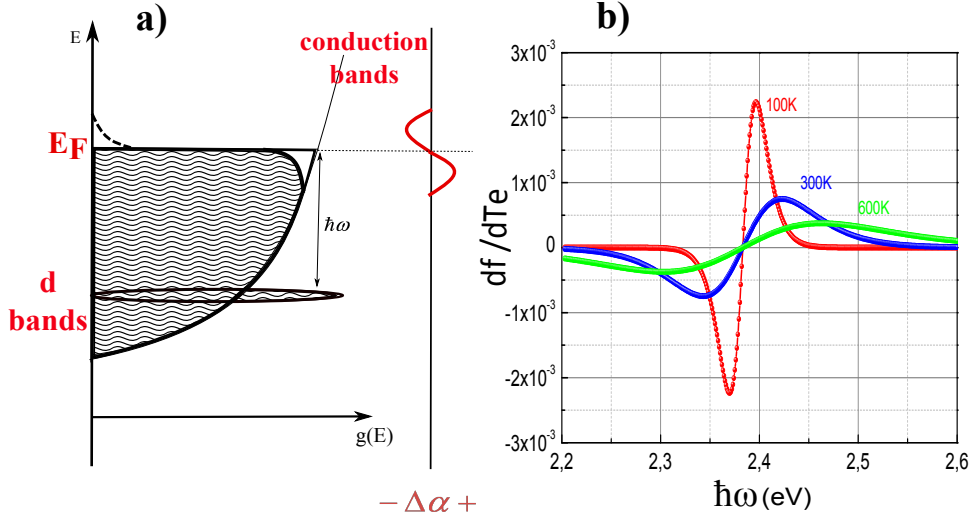 a)
E
conduction
bands
E_F
ħω
d
bands
g(E)
− Δα +
b)
3x10⁻³
2x10⁻³
1x10⁻³
0
-1x10⁻³
-2x10⁻³
-3x10⁻³
df /dTe
100K
300K
600K
2,2 2,3 2,4 2,5 2,6
ħω (eV)